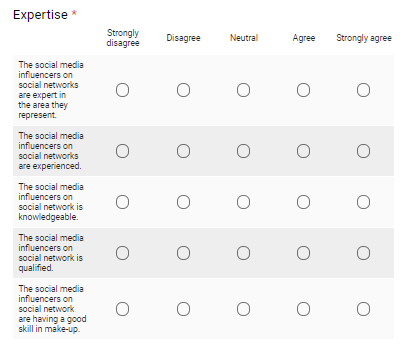 Expertise *
Strongly disagree Disagree Neutral Agree Strongly agree
The social media
influencers on
social networks
are expert in
the area they
represent.
The social media
influencers on
social networks
are experienced.
The social media
influencers on
social network is
knowledgeable.
The social media
influencers on
social network is
qualified.
The social media
influencers on
social network
are having a good
skill in make-up.